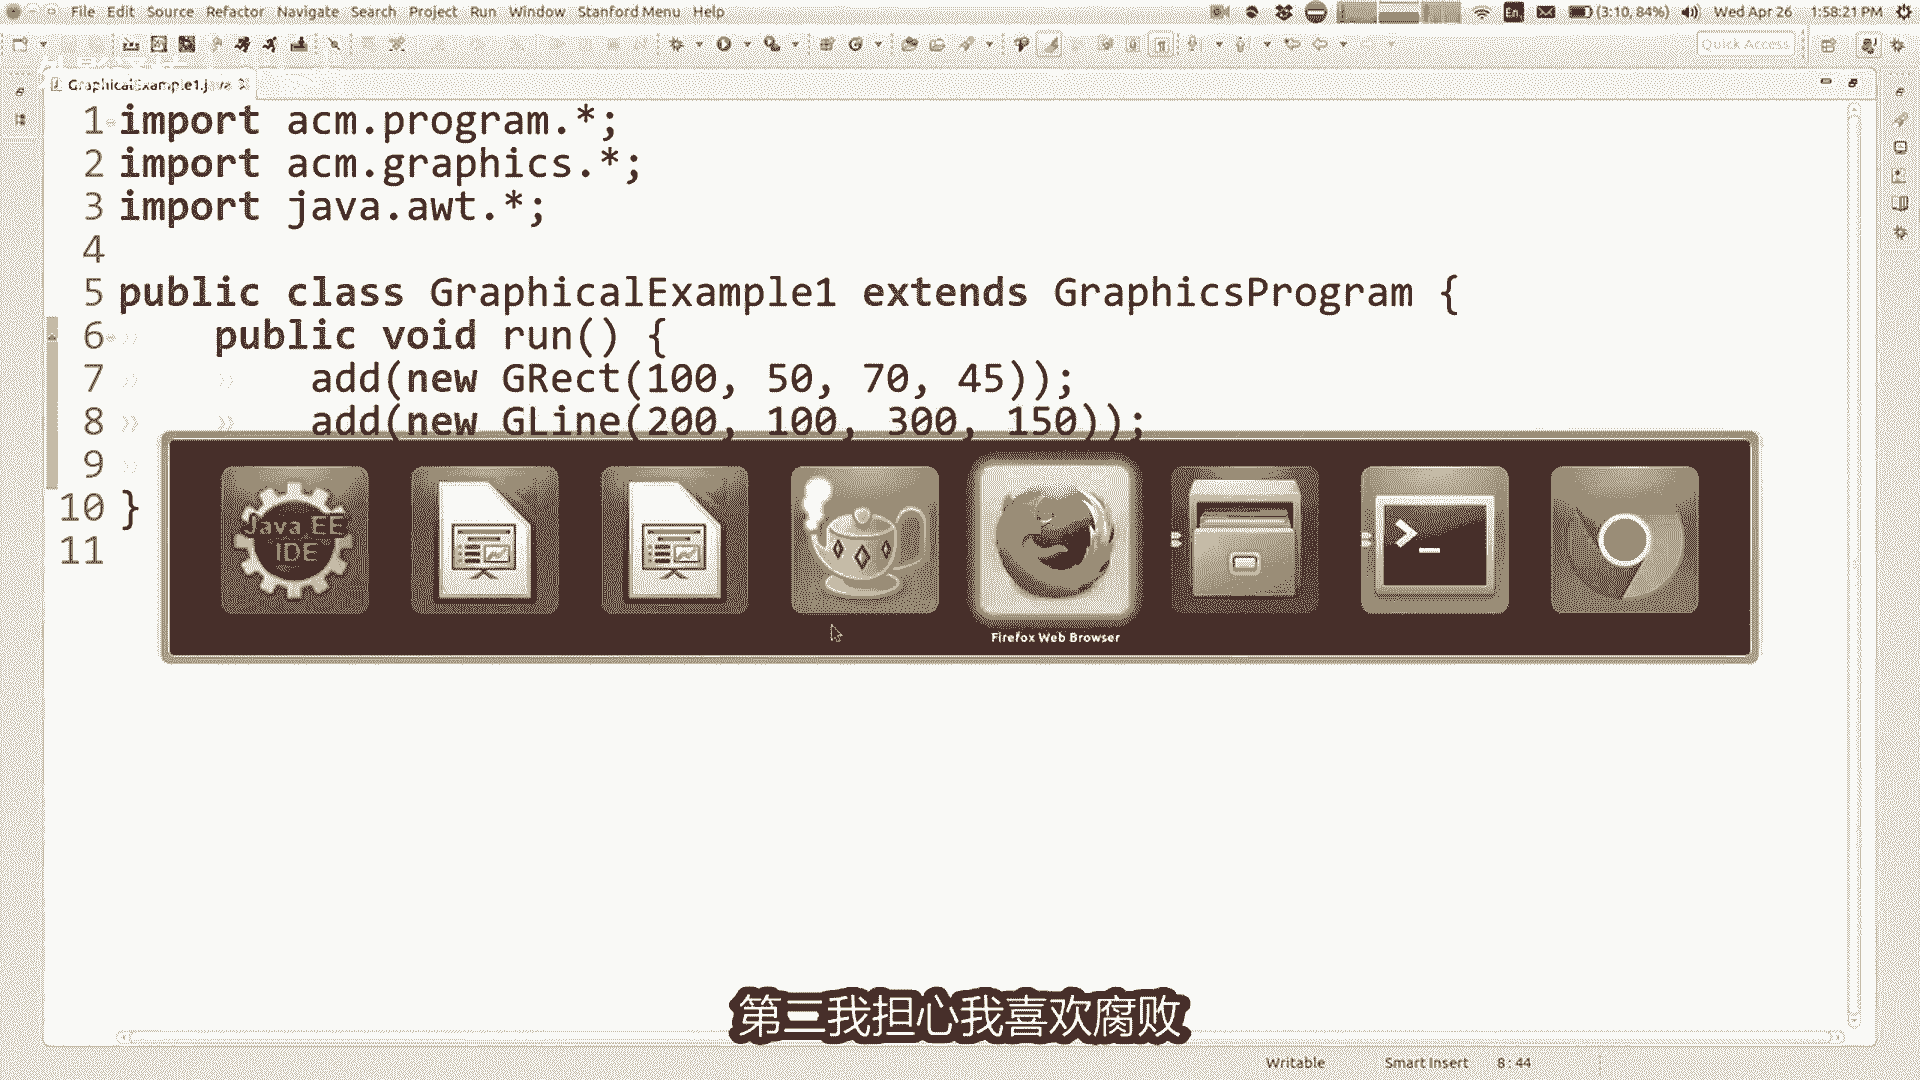 File Edit Source Refactor Navigate Search Project Run Window Stanford Menu Help
En (3:10, 84%) Wed Apr 26 1:58:21 PM
Quick Access
GraphicalExample1.java
1 import acm.program.*;
2 import acm.graphics.*;
3 import java.awt.*;
4
5 public class GraphicalExample1 extends GraphicsProgram {
6 public void run() {
7 add(new GRect(100, 50, 70, 45));
8 add(new GLine(200, 100, 300, 150));
9
10 }
11
Java EE
IDE
Firefox Web Browser
第三我担心我喜欢腐败
Writable Smart Insert 8 : 44